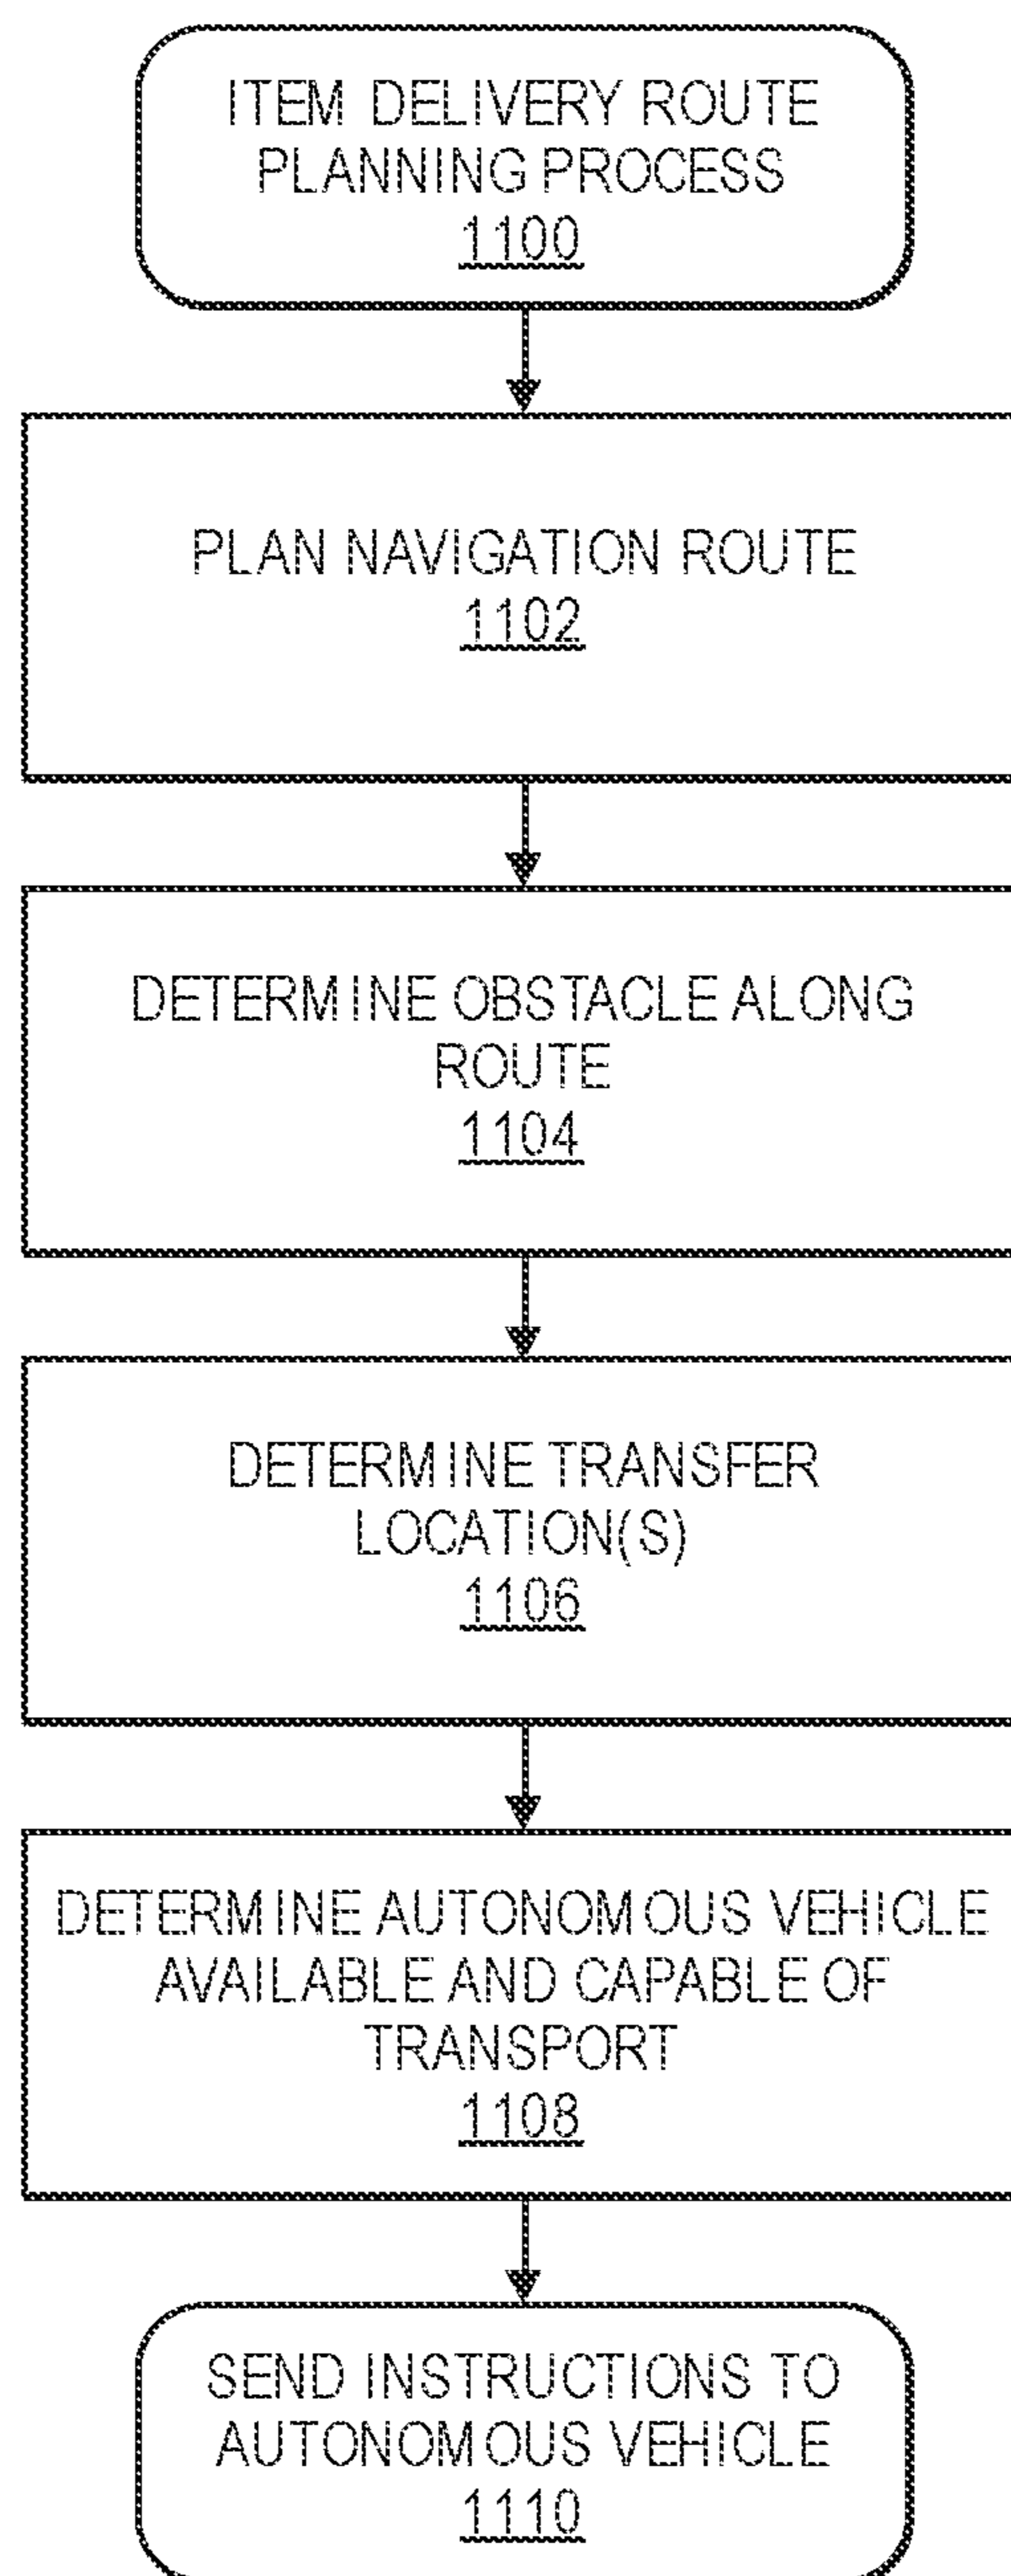 ITEM DELIVERY ROUTE
PLANNING PROCESS
1100
PLAN NAVIGATION ROUTE
1102
DETERMINE OBSTACLE ALONG
ROUTE
1104
DETERMINE TRANSFER
LOCATION(S)
1106
DETERMINE AUTONOMOUS VEHICLE
AVAILABLE AND CAPABLE OF
TRANSPORT
1108
SEND INSTRUCTIONS TO
AUTONOMOUS VEHICLE
1110